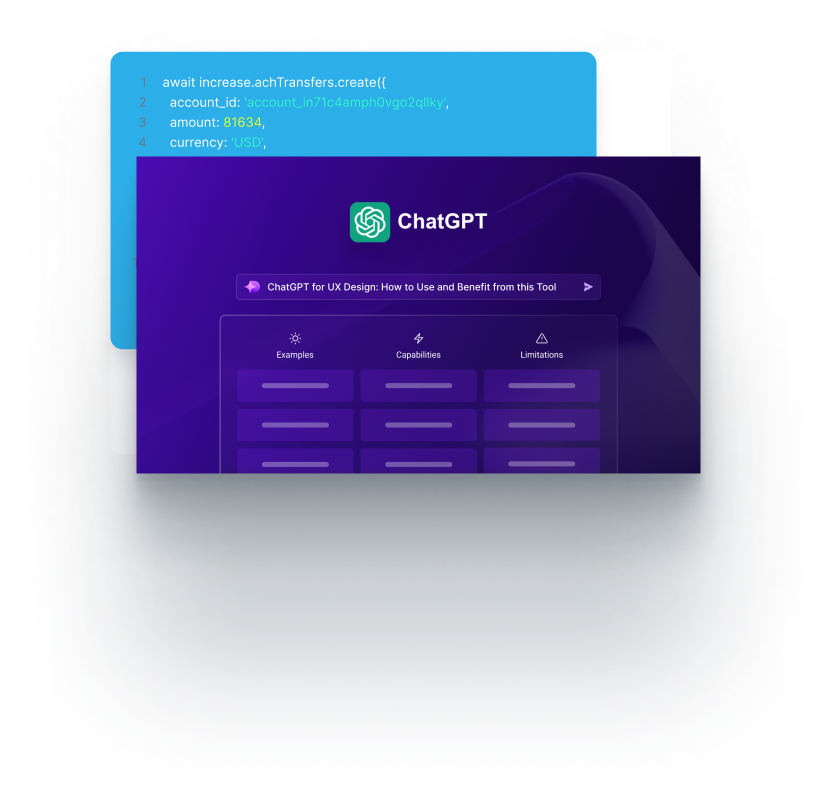 1 await increase.achTransfers.create({
2 account_id: 'account_in71c4amph0vgo2qllky',
3 amount: 81634,
4 currency: 'USD',
ChatGPT
ChatGPT for UX Design: How to Use and Benefit from this Tool
Examples Capabilities Limitations